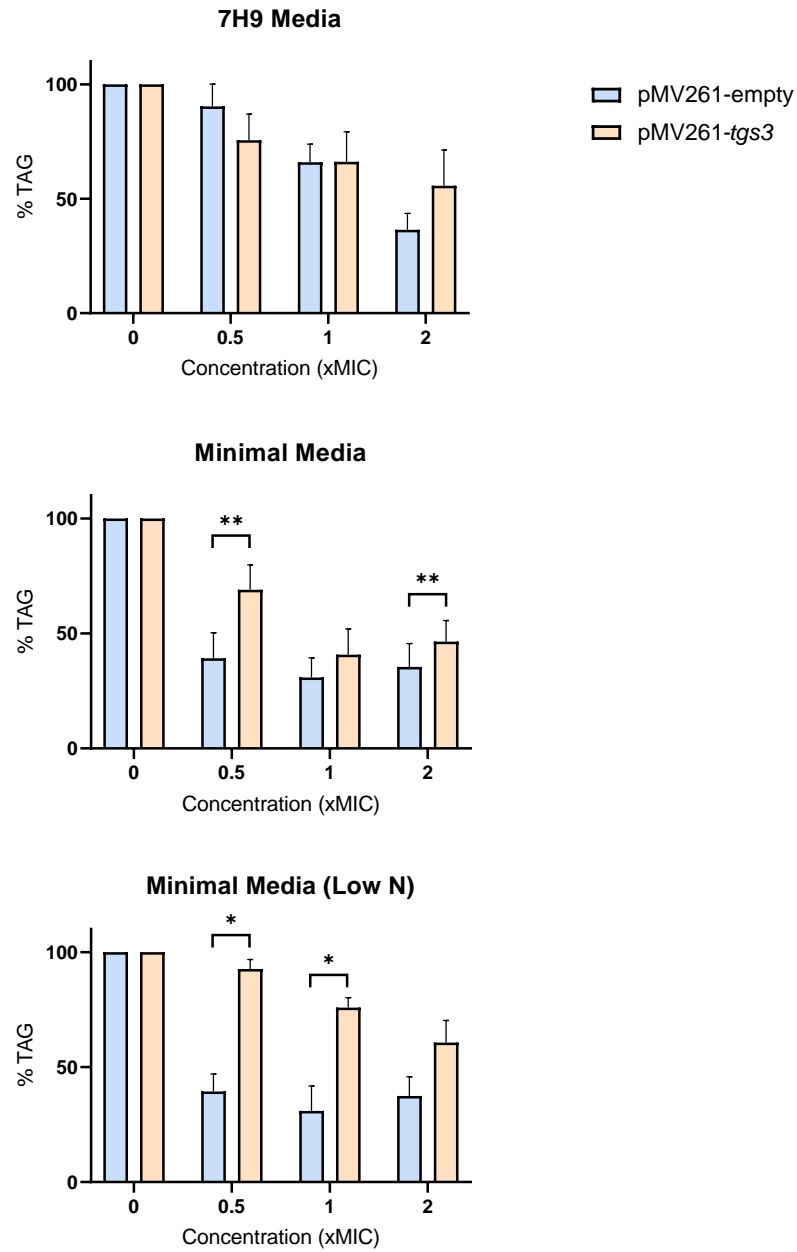 7H9 Media
pMV261-empty
pMV261-tgs3
% TAG
100
50
0
0 0.5 1 2
Concentration (xMIC)
Minimal Media
% TAG
100
50
0
** **
0 0.5 1 2
Concentration (xMIC)
Minimal Media (Low N)
% TAG
100
50
0
* *
0 0.5 1 2
Concentration (xMIC)